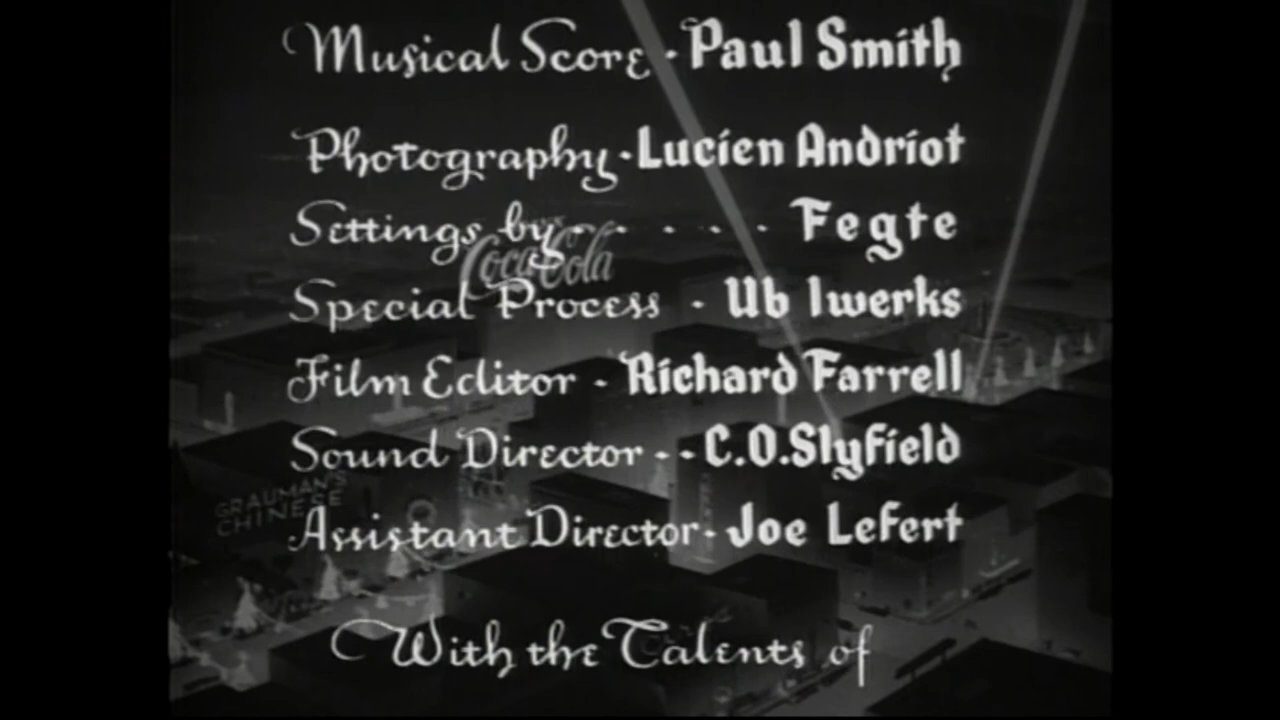 Musical Score - Paul Smith
Photography - Lucien Andriot
Settings by - - - - - - Fegte
Coca-Cola
Special Process - Ub Iwerks
Film Editor - Richard Farrell
Sound Director - - C.O.Slyfield
GRAUMAN'S
CHINESE
Assistant Director - Joe Lefert
With the Talents of